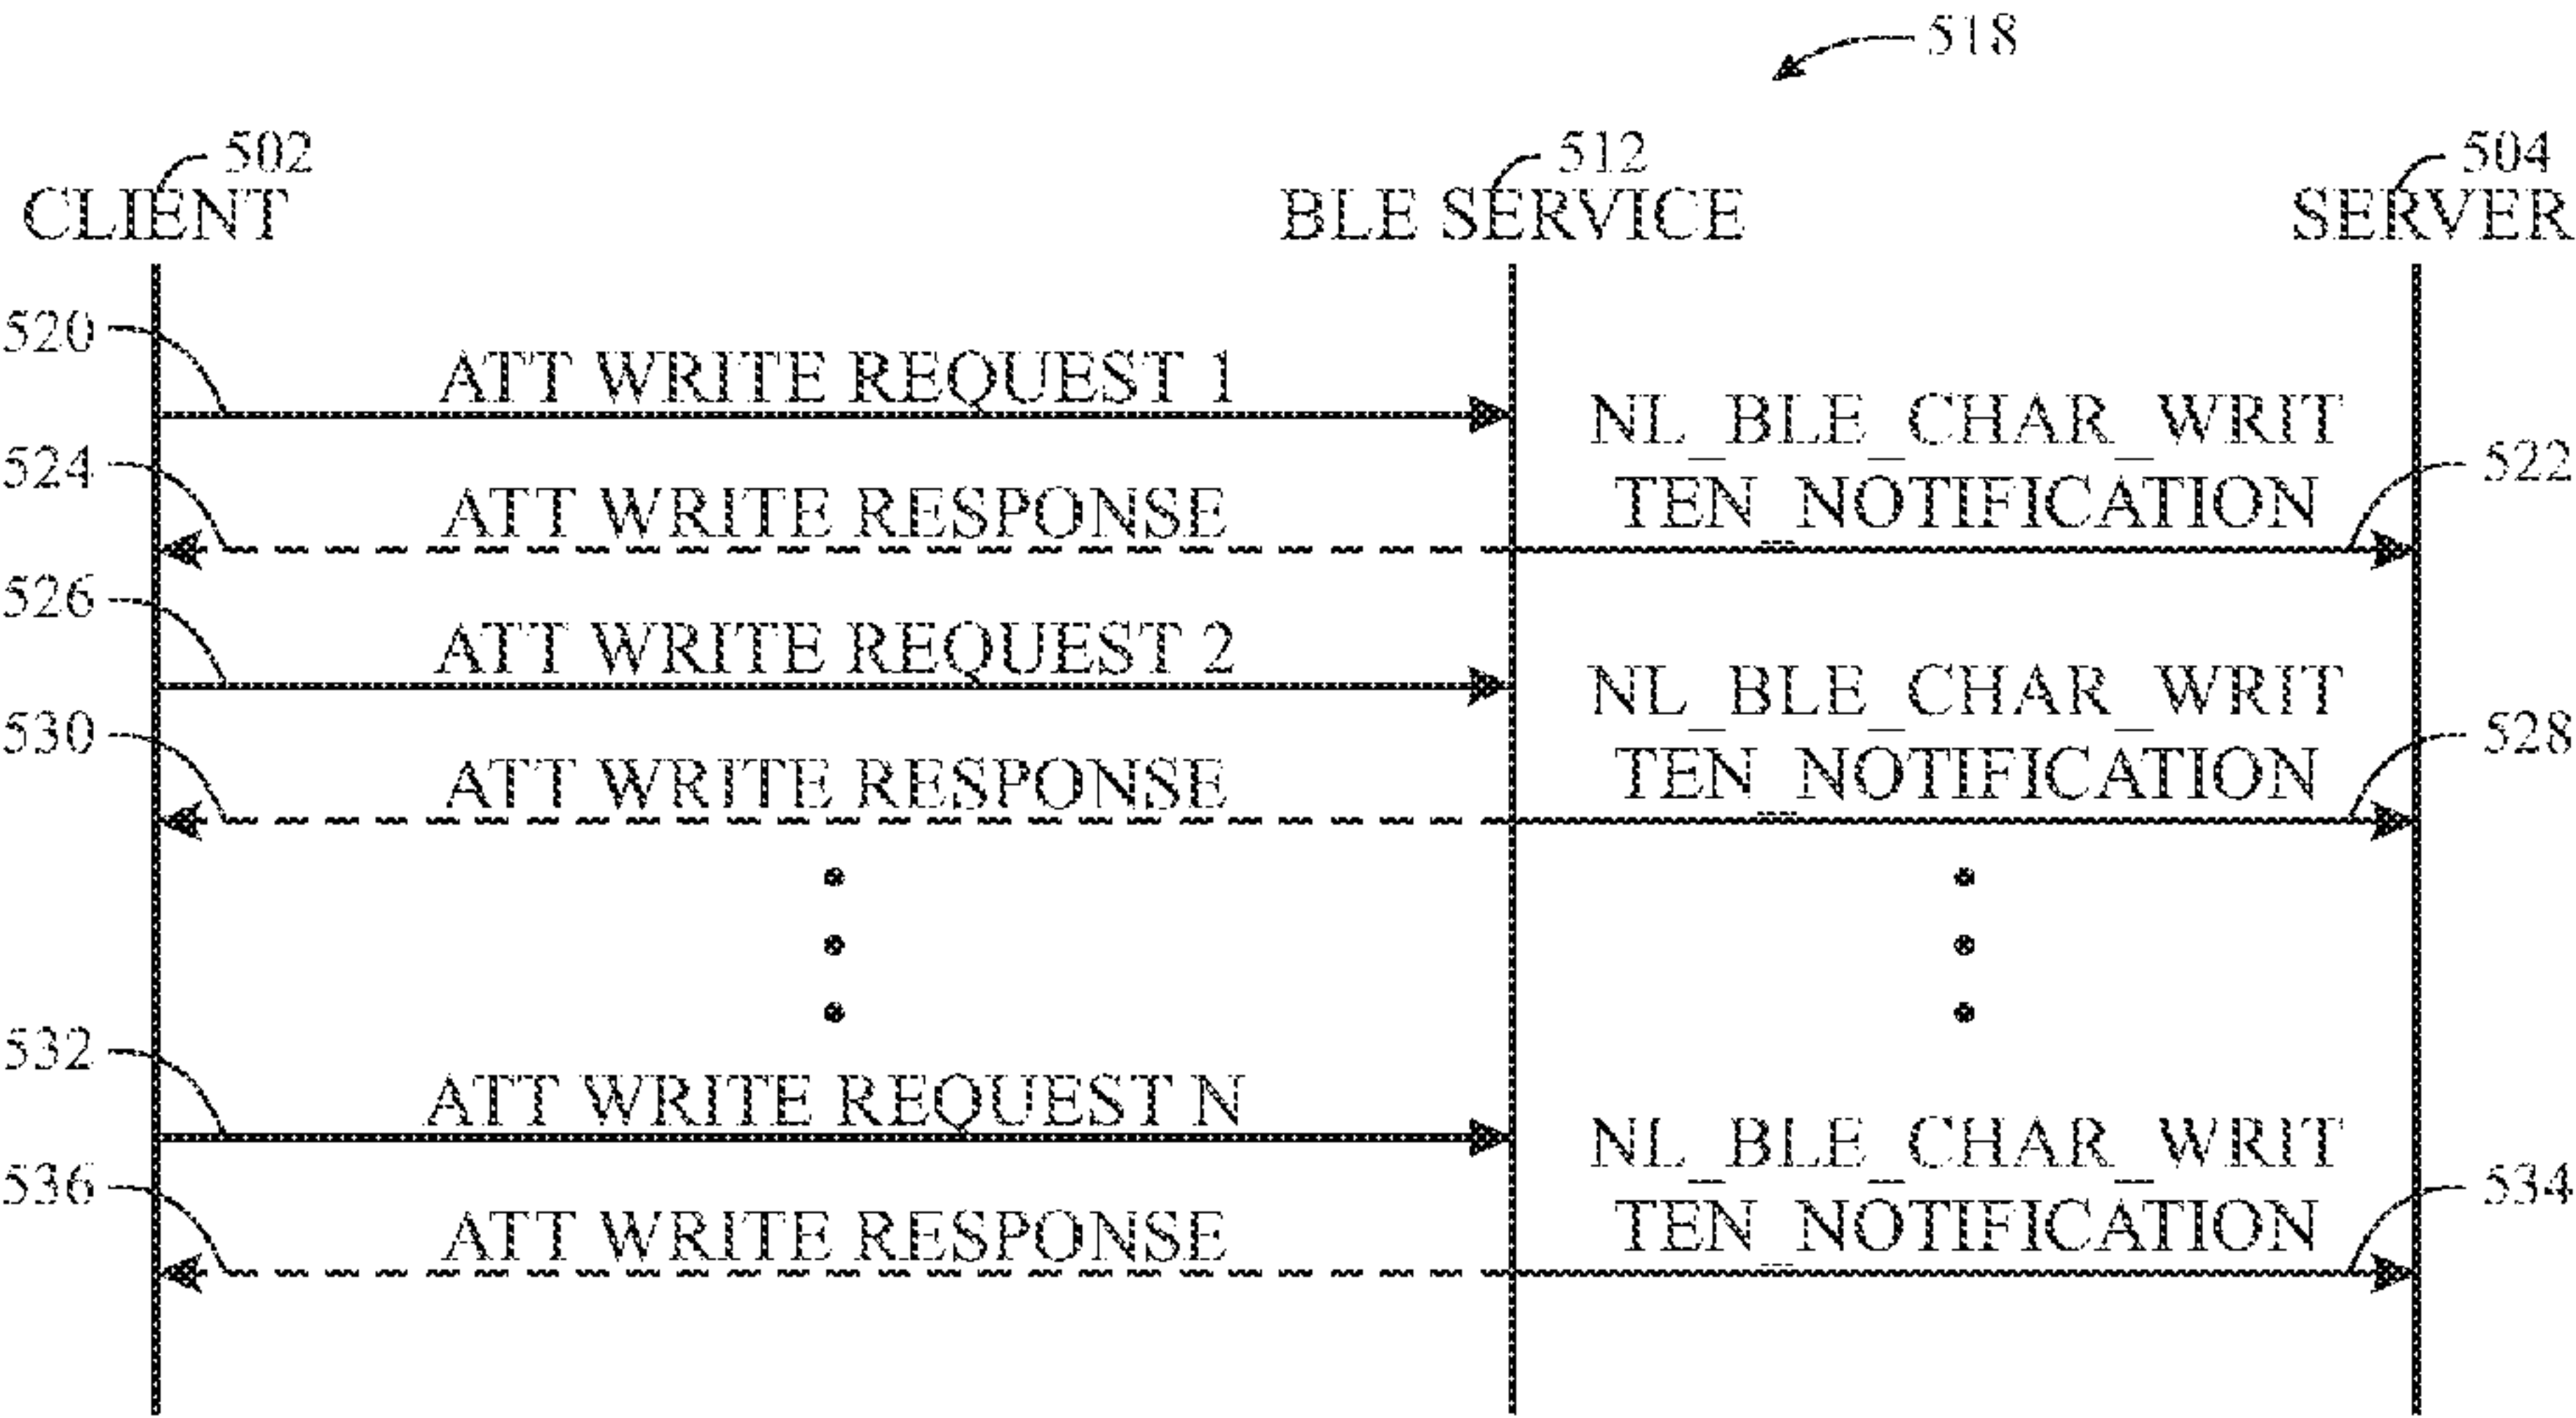 518
502
512
504
CLIENT
BLE SERVICE
SERVER
520
ATT WRITE REQUEST 1
NL_BLE_CHAR_WRIT
524
522
ATT WRITE RESPONSE
TEN_NOTIFICATION
526
ATT WRITE REQUEST 2
NL_BLE_CHAR_WRIT
530
528
ATT WRITE RESPONSE
TEN_NOTIFICATION
532
ATT WRITE REQUEST N
NL_BLE_CHAR_WRIT
536
534
ATT WRITE RESPONSE
TEN_NOTIFICATION